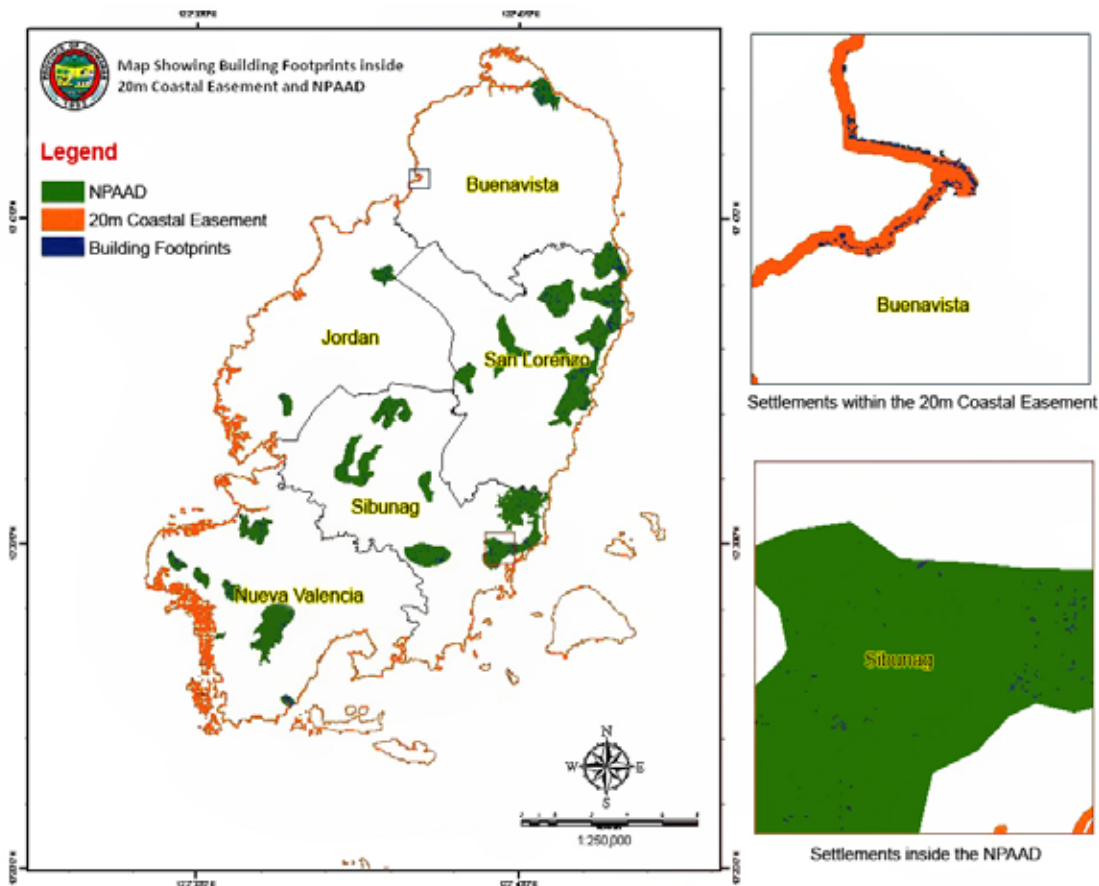 Map Showing Building Footprints inside
20m Coastal Easement and NPAAD
Legend
NPAAD
20m Coastal Easement
Building Footprints
Buenavista
Jordan
San Lorenzo
Sibunag
Nueva Valencia
N
W E
S
1:250,000
Buenavista
Settlements within the 20m Coastal Easement
Sibunag
Settlements inside the NPAAD